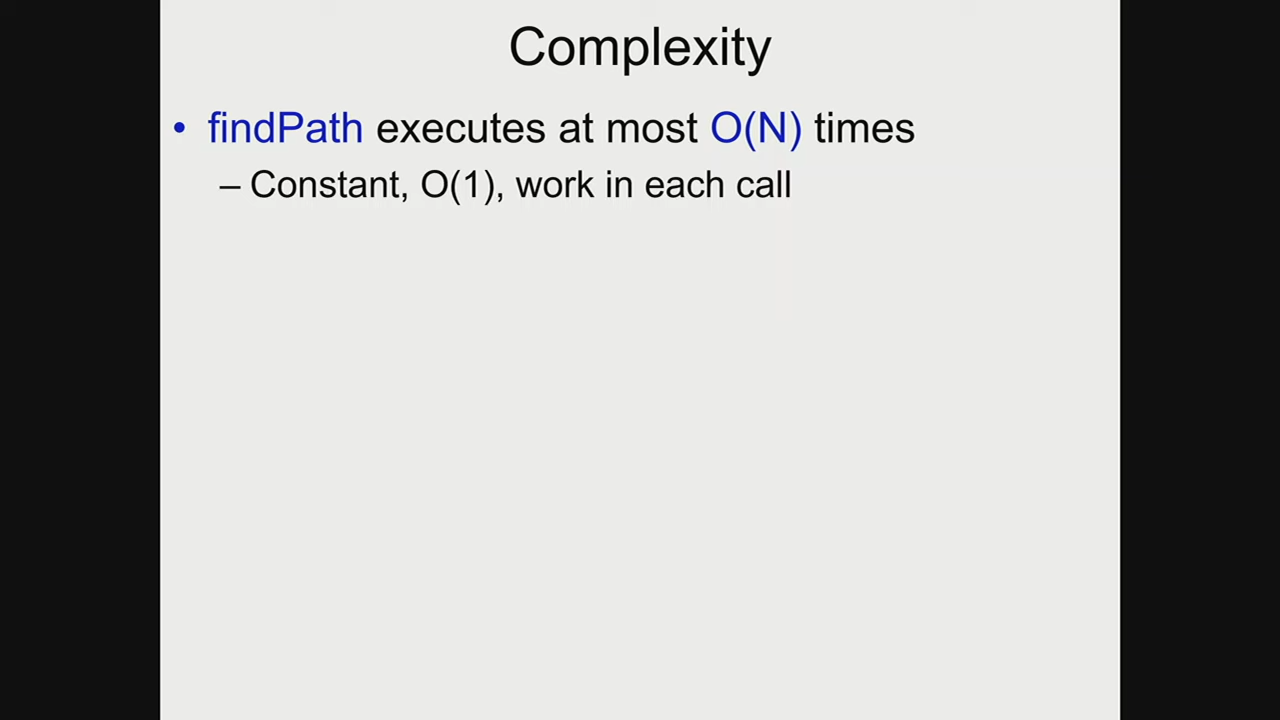 Complexity
• findPath executes at most O(N) times
– Constant, O(1), work in each call